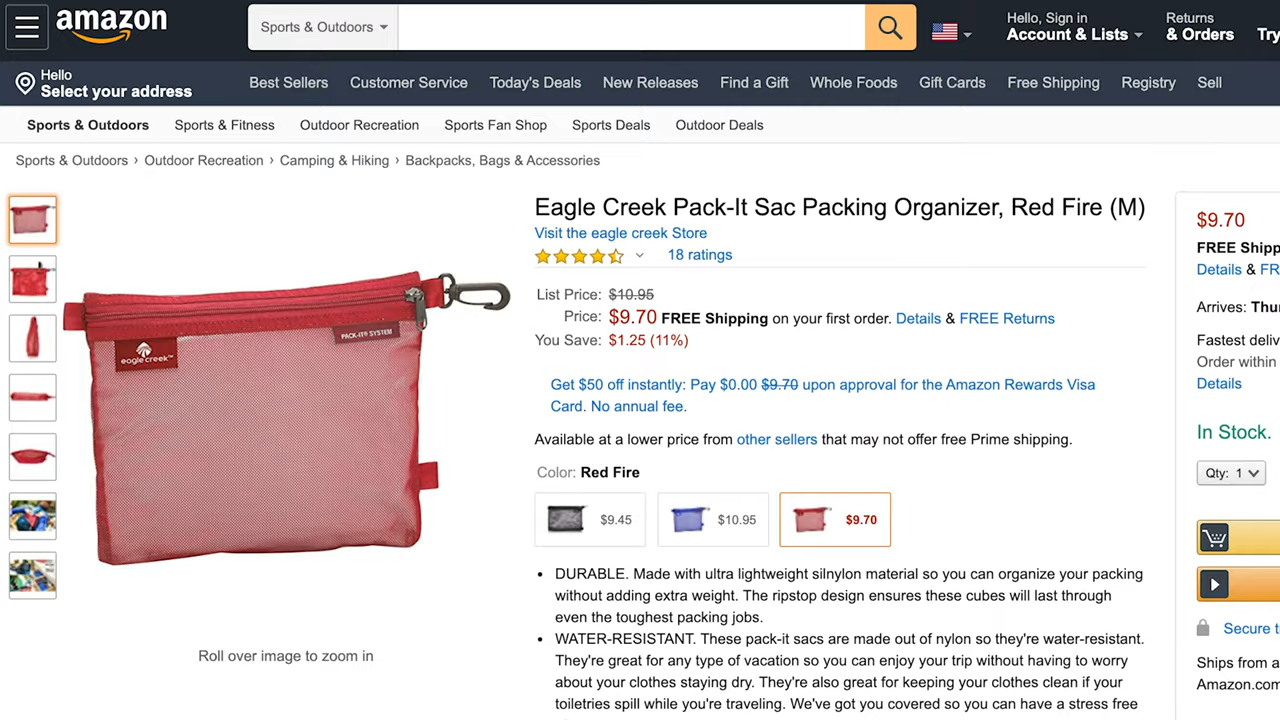 amazon
Sports & Outdoors
Hello, Sign in
Account & Lists
Returns
& Orders
Try
Hello
Select your address
Best Sellers Customer Service Today's Deals New Releases Find a Gift Whole Foods Gift Cards Free Shipping Registry Sell
Sports & Outdoors Sports & Fitness Outdoor Recreation Sports Fan Shop Sports Deals Outdoor Deals
Sports & Outdoors › Outdoor Recreation › Camping & Hiking › Backpacks, Bags & Accessories
eagle creek™
PACK-IT® SYSTEM
Roll over image to zoom in
Eagle Creek Pack-It Sac Packing Organizer, Red Fire (M)
Visit the eagle creek Store
18 ratings
List Price: $10.95
Price: $9.70 FREE Shipping on your first order. Details & FREE Returns
You Save: $1.25 (11%)
Get $50 off instantly: Pay $0.00 $9.70 upon approval for the Amazon Rewards Visa
Card. No annual fee.
Available at a lower price from other sellers that may not offer free Prime shipping.
Color: Red Fire
$9.45 $10.95 $9.70
• DURABLE. Made with ultra lightweight silnylon material so you can organize your packing
without adding extra weight. The ripstop design ensures these cubes will last through
even the toughest packing jobs.
• WATER-RESISTANT. These pack-it sacs are made out of nylon so they're water-resistant.
They're great for any type of vacation so you can enjoy your trip without having to worry
about your clothes staying dry. They're also great for keeping your clothes clean if your
toiletries spill while you're traveling. We've got you covered so you can have a stress free
$9.70
FREE Shipp
Details & FR
Arrives: Thu
Fastest deliv
Order within
Details
In Stock.
Qty: 1
Secure t
Ships from a
Amazon.com